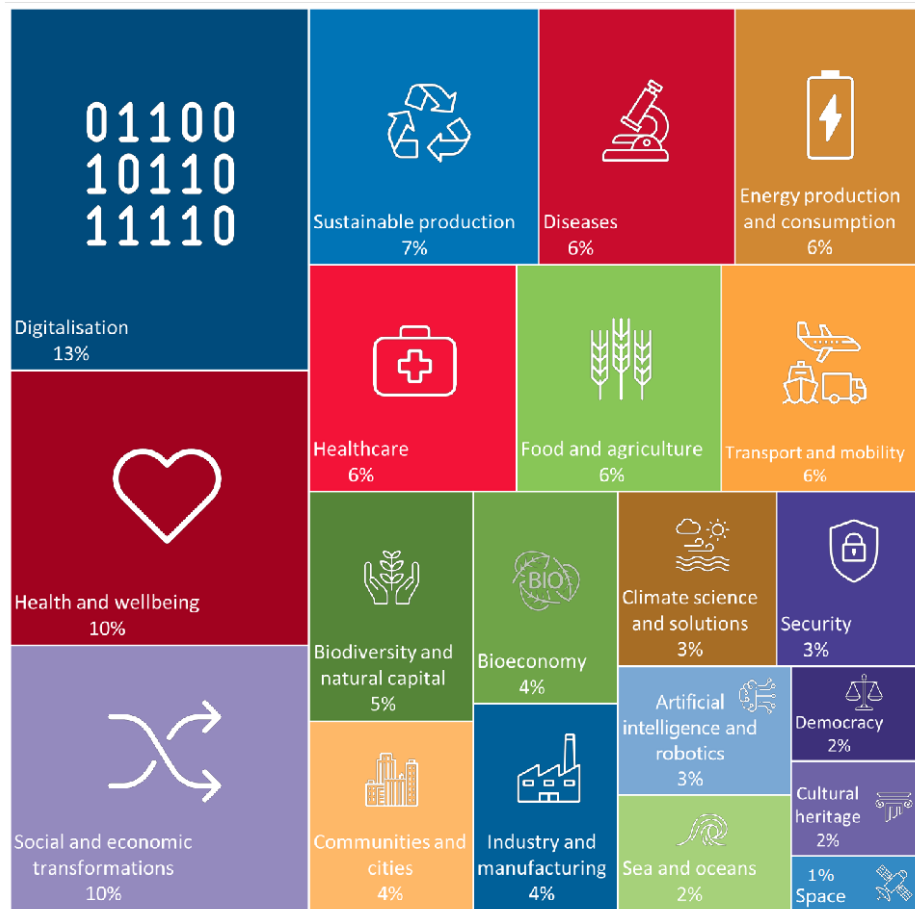 01100
10110
11110
Digitalisation
13%
Sustainable production
7%
Diseases
6%
Energy production
and consumption
6%
Health and wellbeing
10%
Healthcare
6%
Food and agriculture
6%
Transport and mobility
6%
Social and economic
transformations
10%
Biodiversity and
natural capital
5%
BIO
Bioeconomy
4%
Climate science
and solutions
3%
Security
3%
Communities and
cities
4%
Industry and
manufacturing
4%
Artificial
intelligence and
robotics
3%
Democracy
2%
Sea and oceans
2%
Cultural
heritage
2%
1%
Space